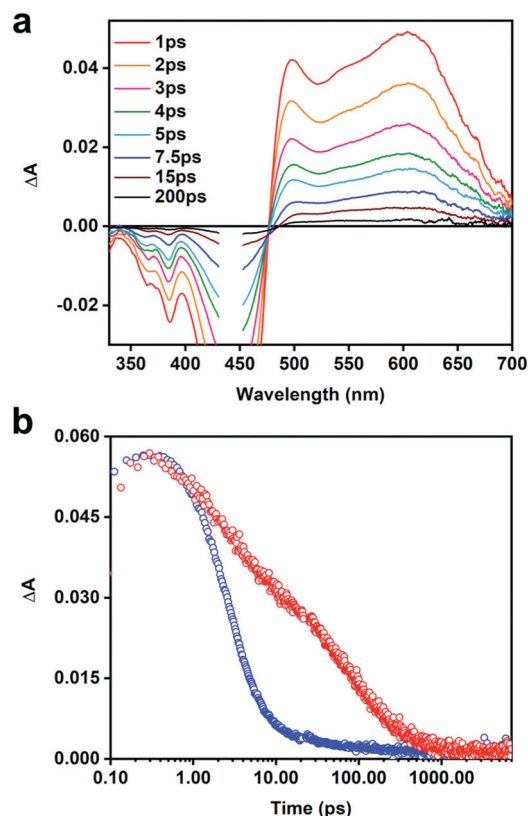 a
ΔA
0.04
0.02
0.00
-0.02
1ps
2ps
3ps
4ps
5ps
7.5ps
15ps
200ps
350 400 450 500 550 600 650 700
Wavelength (nm)
b
ΔA
0.060
0.045
0.030
0.015
0.000
0.10 1.00 10.00 100.00 1000.00
Time (ps)